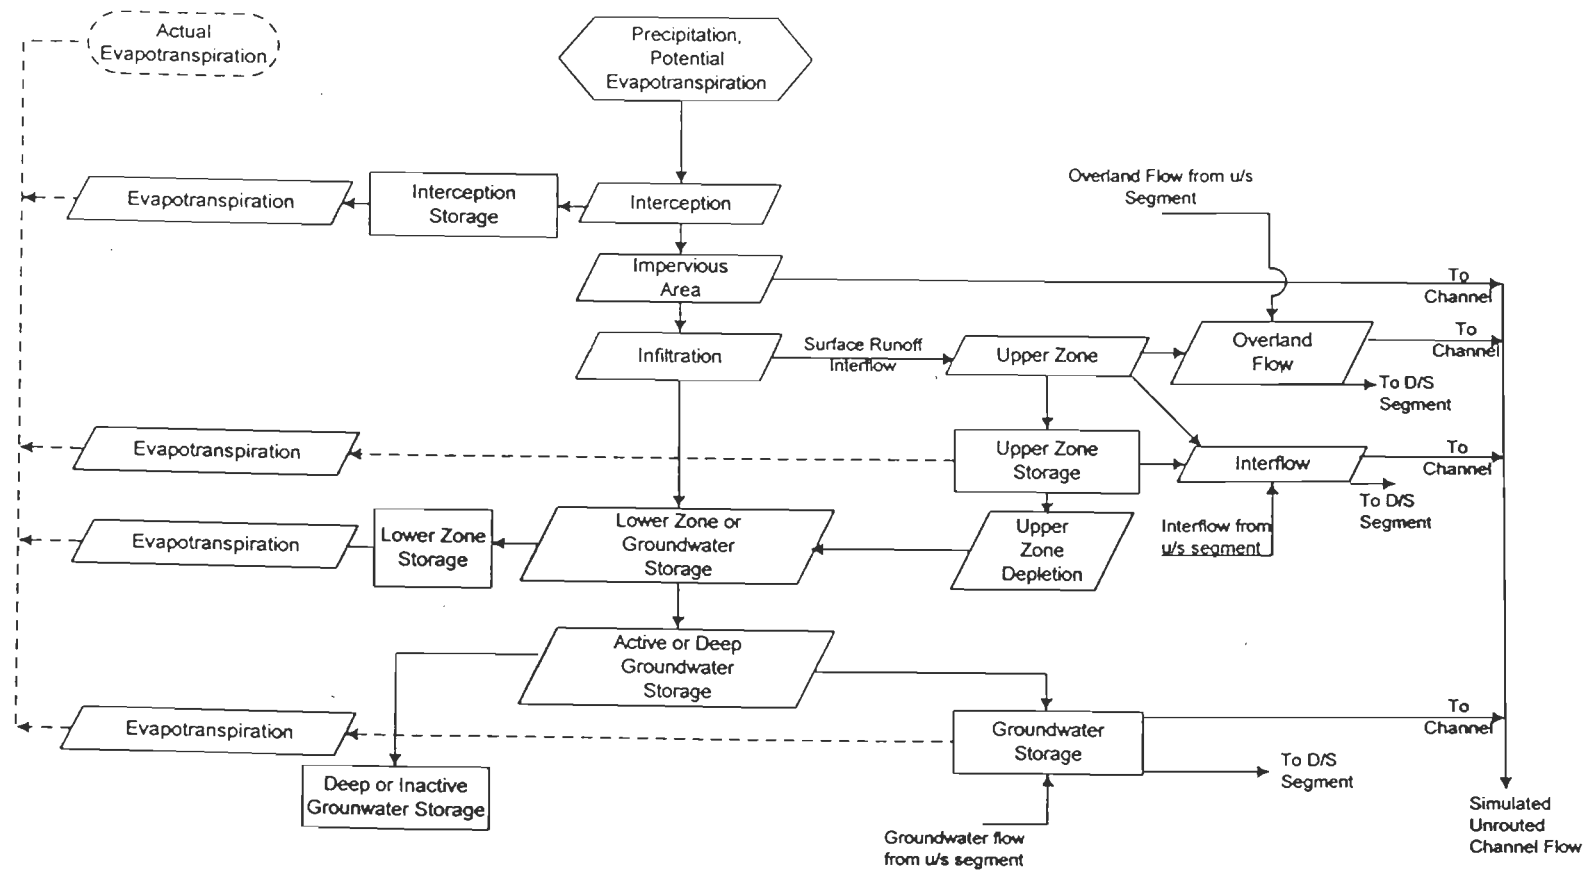 Actual
Evapotranspiration
Precipitation,
Potential
Evapotranspiration
Evapotranspiration
Interception
Storage
Interception
Overland Flow from u/s
Segment
Impervious
Area
To
Channel
Infiltration
Surface Runoff
Interflow
Upper Zone
Overland
Flow
To
Channel
To D/S
Segment
Evapotranspiration
Upper Zone
Storage
Interflow
To
Channel
To D/S
Segment
Evapotranspiration
Lower Zone
Storage
Lower Zone or
Groundwater
Storage
Upper
Zone
Depletion
Interflow from
u/s segment
Active or Deep
Groundwater
Storage
Evapotranspiration
Groundwater
Storage
To
Channel
To D/S
Segment
Deep or Inactive
Grounwater Storage
Groundwater flow
from u/s segment
Simulated
Unrouted
Channel Flow